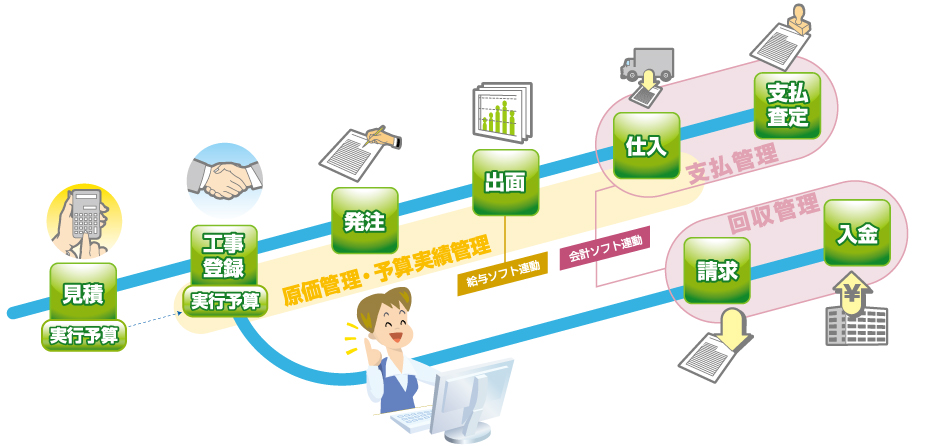 見積
実行予算
工事
登録
実行予算
発注
出面
仕入
支払
査定
支払管理
原価管理・予算実績管理
給与ソフト連動
会計ソフト連動
回収管理
請求
入金
¥